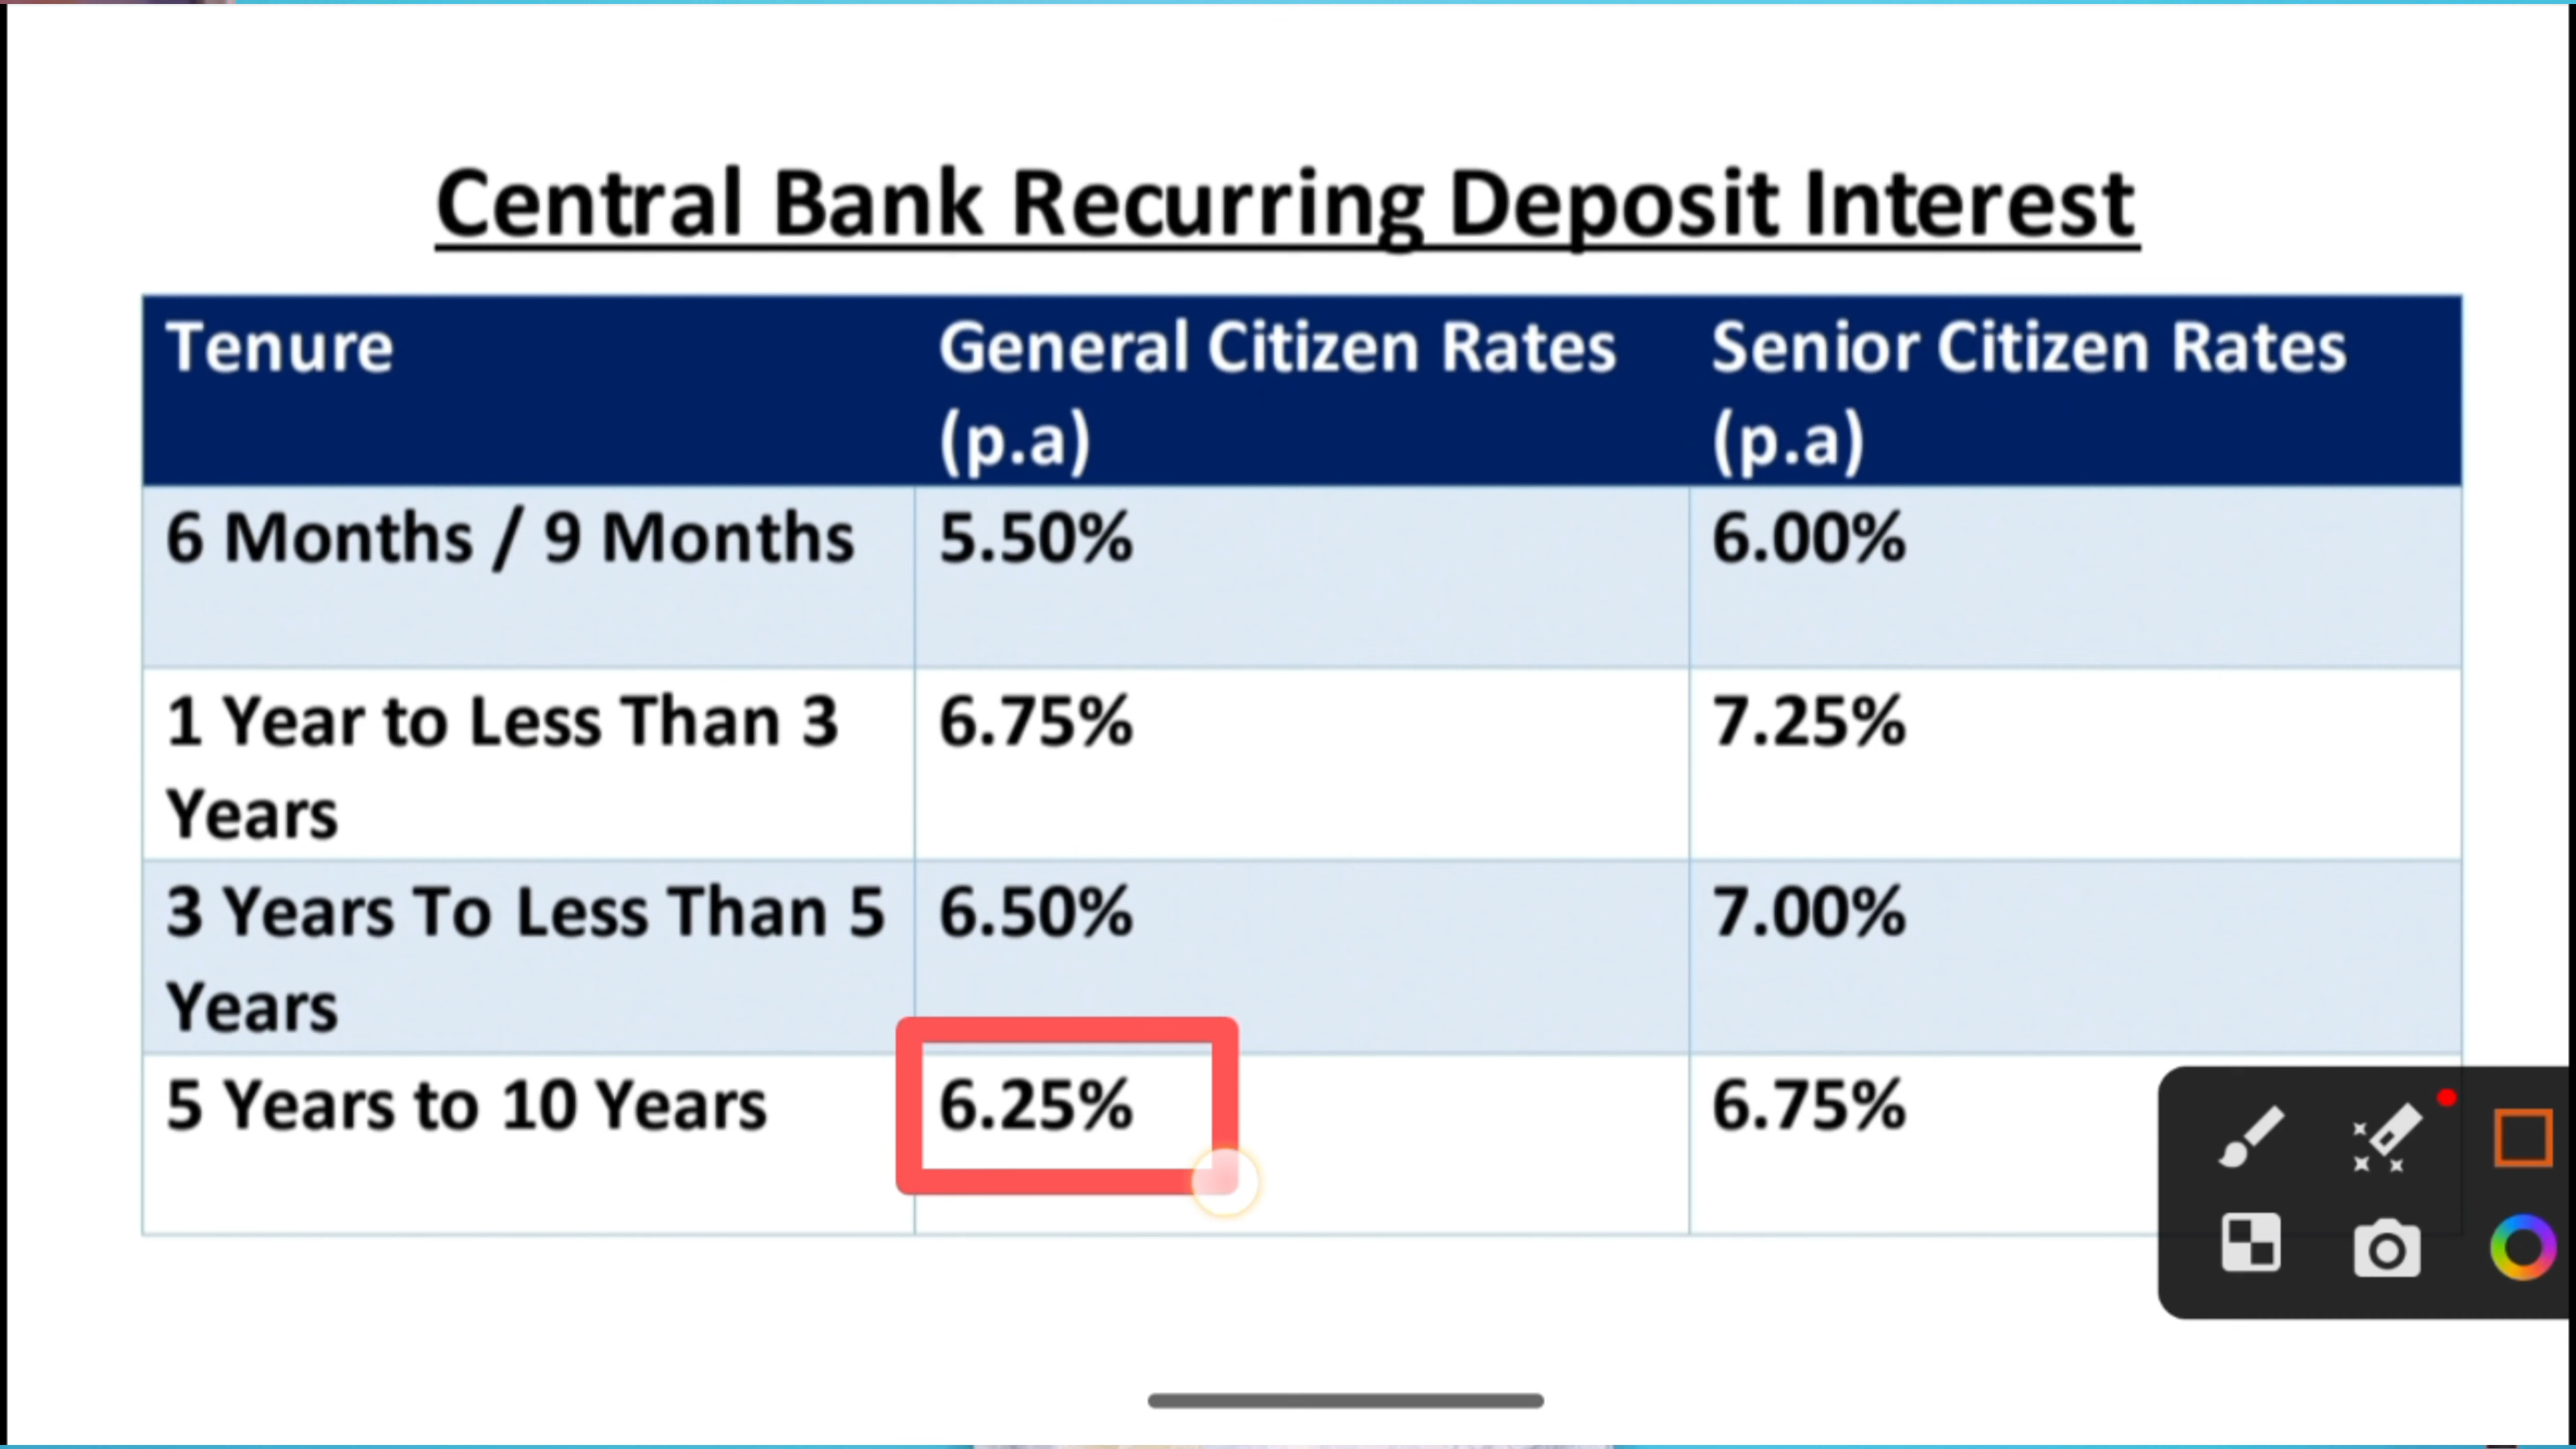 Central Bank Recurring Deposit Interest
Tenure
General Citizen Rates
(p.a)
Senior Citizen Rates
(p.a)
6 Months / 9 Months
5.50%
6.00%
1 Year to Less Than 3
Years
6.75%
7.25%
3 Years To Less Than 5
Years
6.50%
7.00%
5 Years to 10 Years
6.25%
6.75%